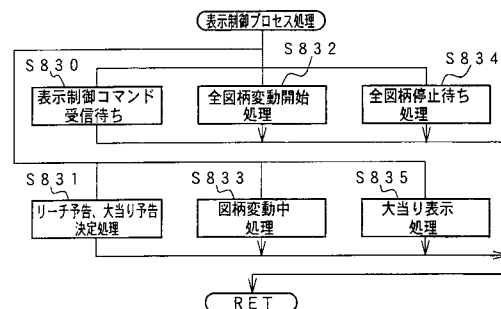 表示制御プロセス処理
S830
S832
S834
表示制御コマンド
受信待ち
全図柄変動開始
処理
全図柄停止待ち
処理
S831
S833
S835
リーチ予告、大当り予告
決定処理
図柄変動中
処理
大当り表示
処理
RET